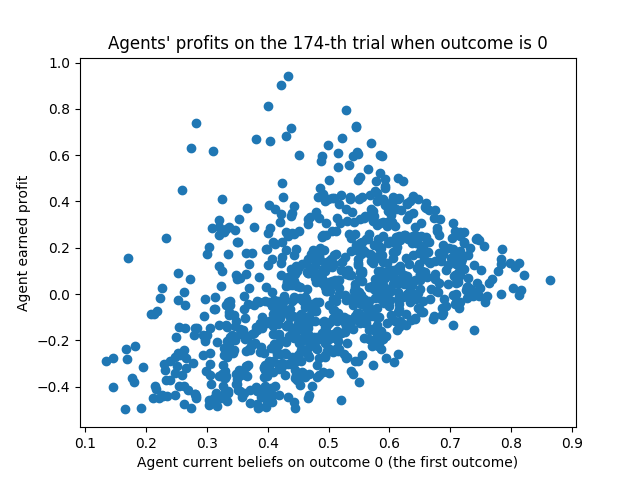 Agents' profits on the 174-th trial when outcome is 0
1.0
0.8
0.6
0.4
0.2
0.0
−0.2
−0.4
Agent earned profit
0.1 0.2 0.3 0.4 0.5 0.6 0.7 0.8 0.9
Agent current beliefs on outcome 0 (the first outcome)